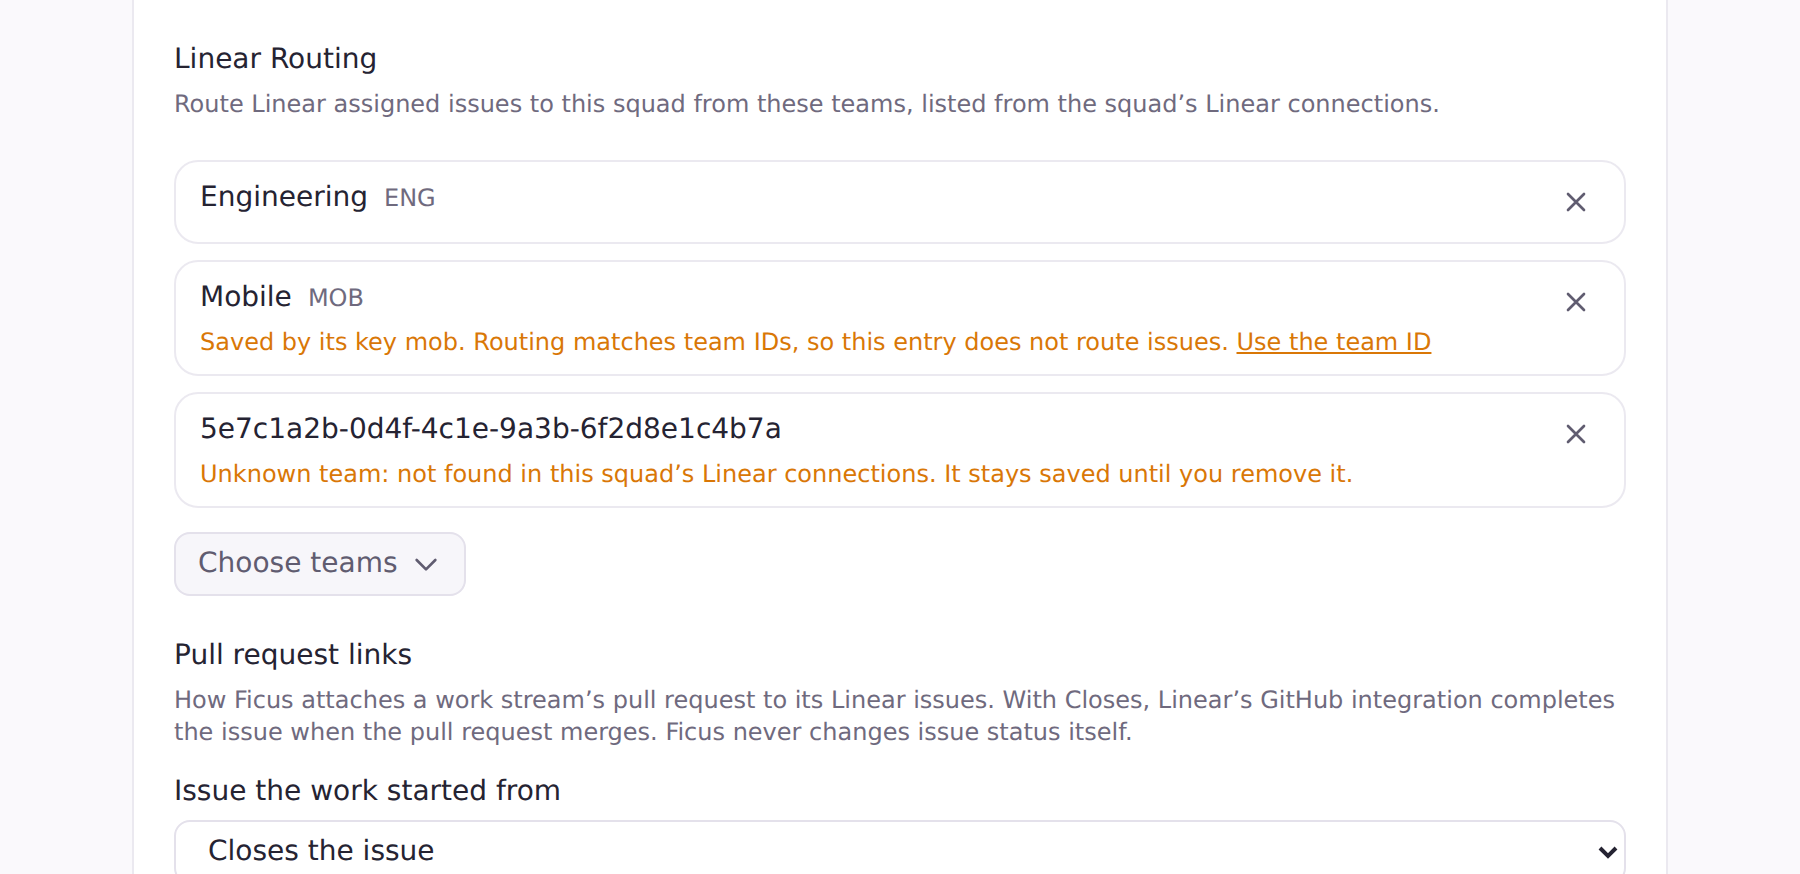 Linear Routing
Route Linear assigned issues to this squad from these teams, listed from the squad’s Linear connections.
Engineering ENG
Mobile MOB
Saved by its key mob. Routing matches team IDs, so this entry does not route issues. Use the team ID
5e7c1a2b-0d4f-4c1e-9a3b-6f2d8e1c4b7a
Unknown team: not found in this squad’s Linear connections. It stays saved until you remove it.
Choose teams
Pull request links
How Ficus attaches a work stream’s pull request to its Linear issues. With Closes, Linear’s GitHub integration completes
the issue when the pull request merges. Ficus never changes issue status itself.
Issue the work started from
Closes the issue